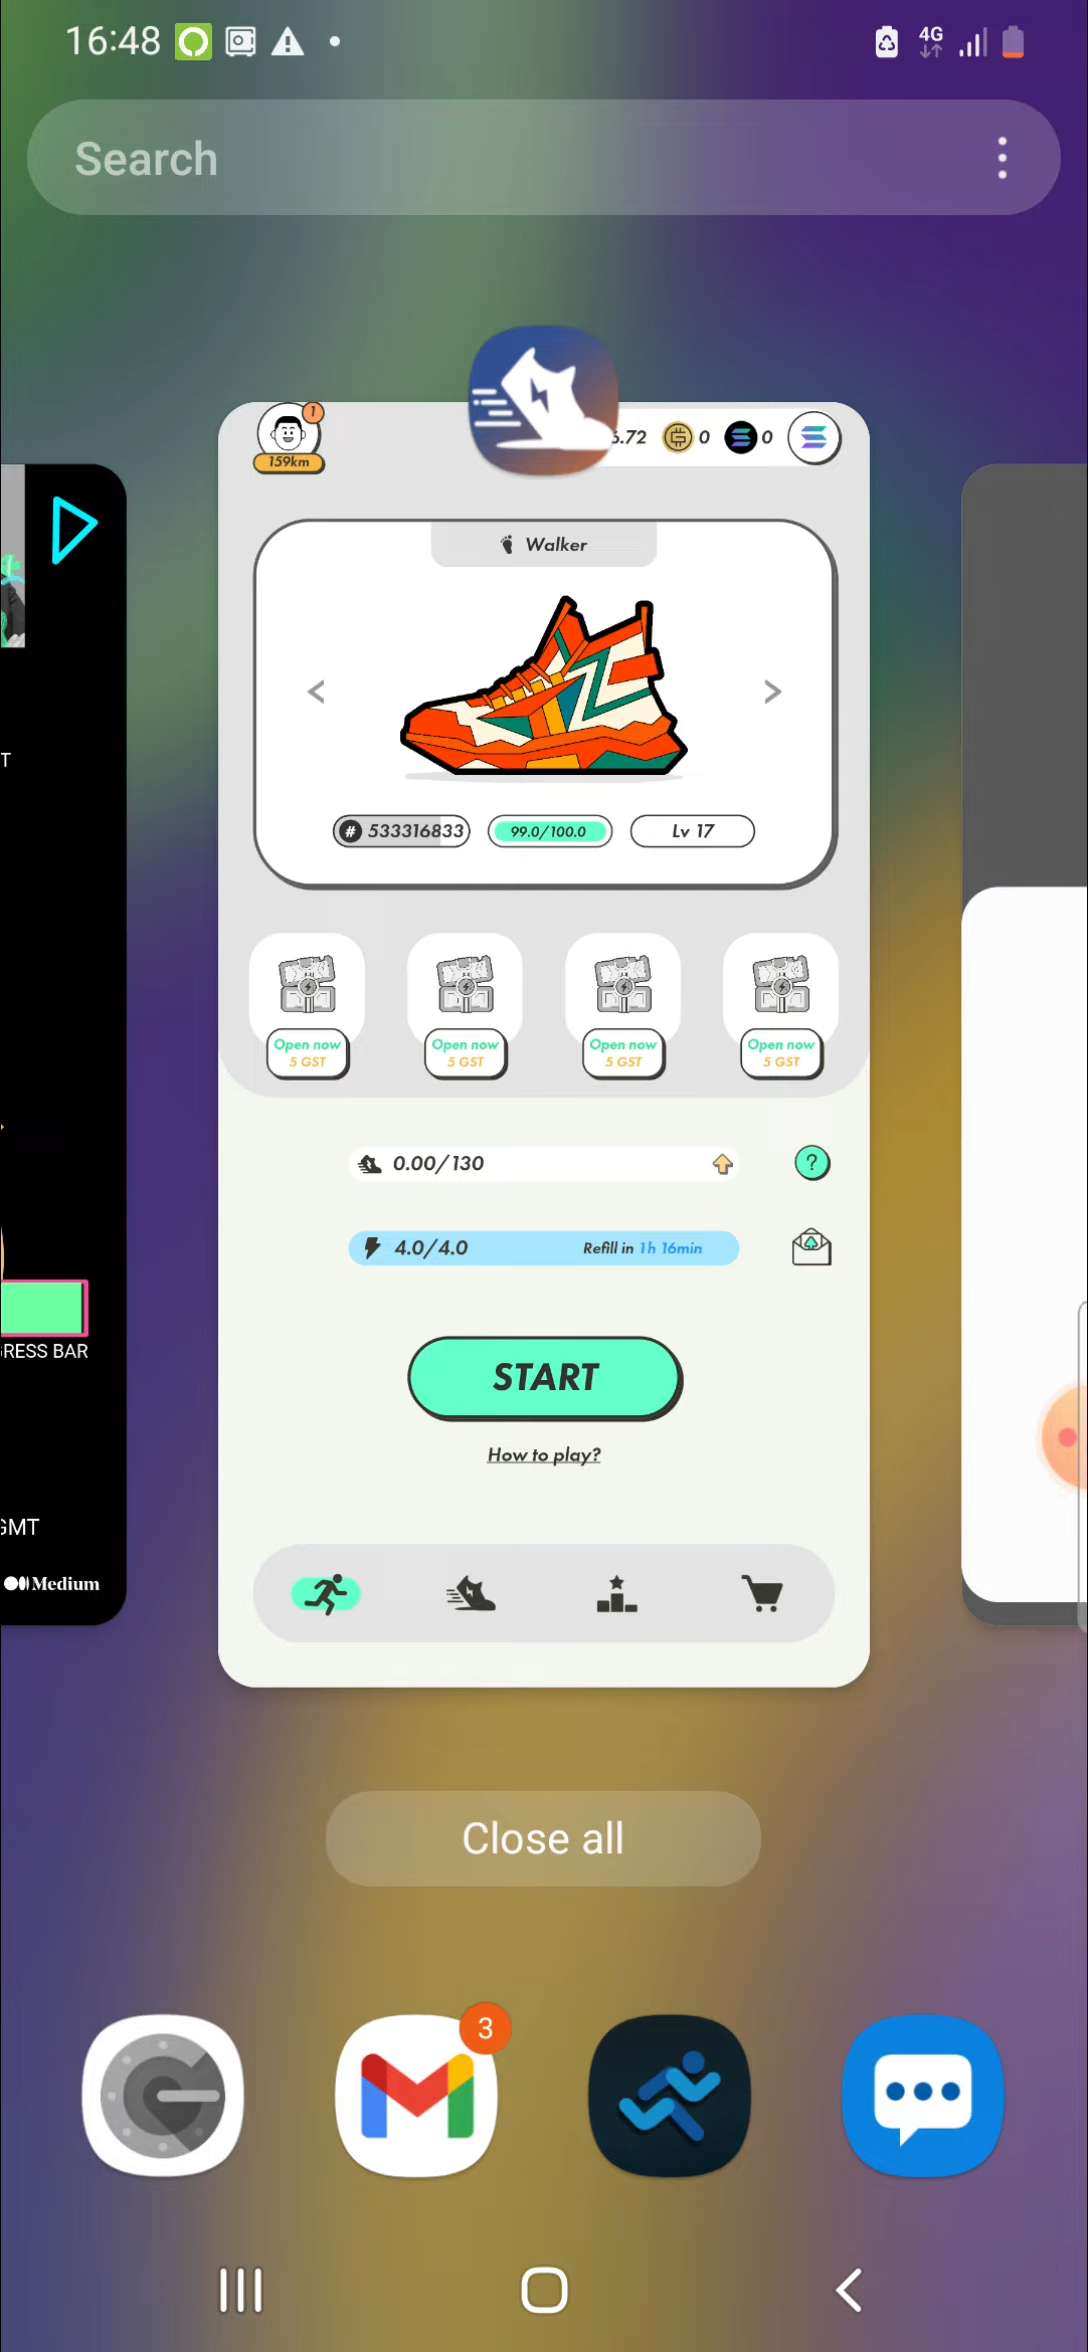 16:48
4G
Search
1
159km
6.72
0
0
Walker
# 533316833
99.0/100.0
Lv 17
Open now
5 GST
Open now
5 GST
Open now
5 GST
Open now
5 GST
0.00/130
?
4.0/4.0
Refill in 1h 16min
START
How to play?
T
RESS BAR
GMT
Medium
Close all
3